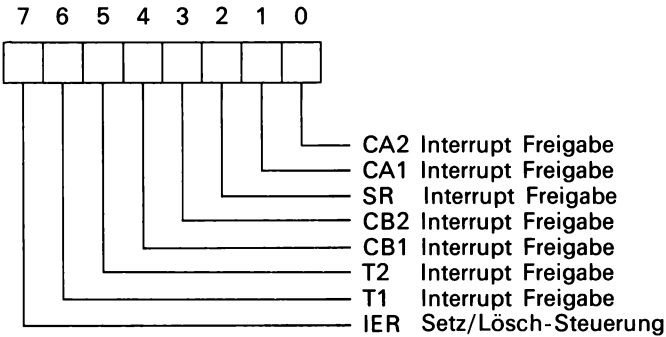 7 6 5 4 3 2 1 0
CA2 Interrupt Freigabe
CA1 Interrupt Freigabe
SR Interrupt Freigabe
CB2 Interrupt Freigabe
CB1 Interrupt Freigabe
T2 Interrupt Freigabe
T1 Interrupt Freigabe
IER Setz/Lösch-Steuerung